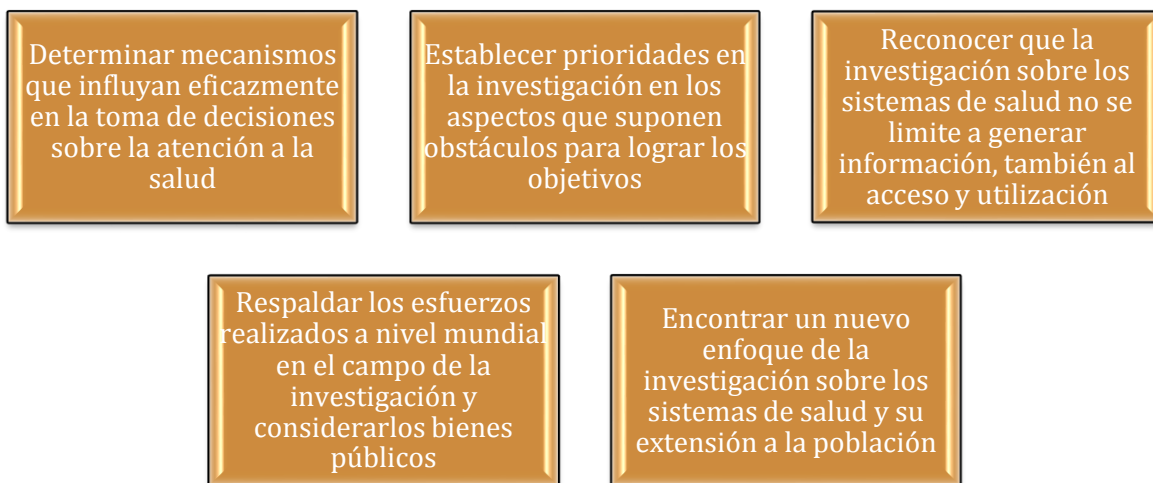 Determinar mecanismos
que influyan eficazmente
en la toma de decisiones
sobre la atención a la
salud
Establecer prioridades en
la investigación en los
aspectos que suponen
obstáculos para lograr los
objetivos
Reconocer que la
investigación sobre los
sistemas de salud no se
limite a generar
información, también al
acceso y utilización
Respaldar los esfuerzos
realizados a nivel mundial
en el campo de la
investigación y
considerarlos bienes
públicos
Encontrar un nuevo
enfoque de la
investigación sobre los
sistemas de salud y su
extensión a la población